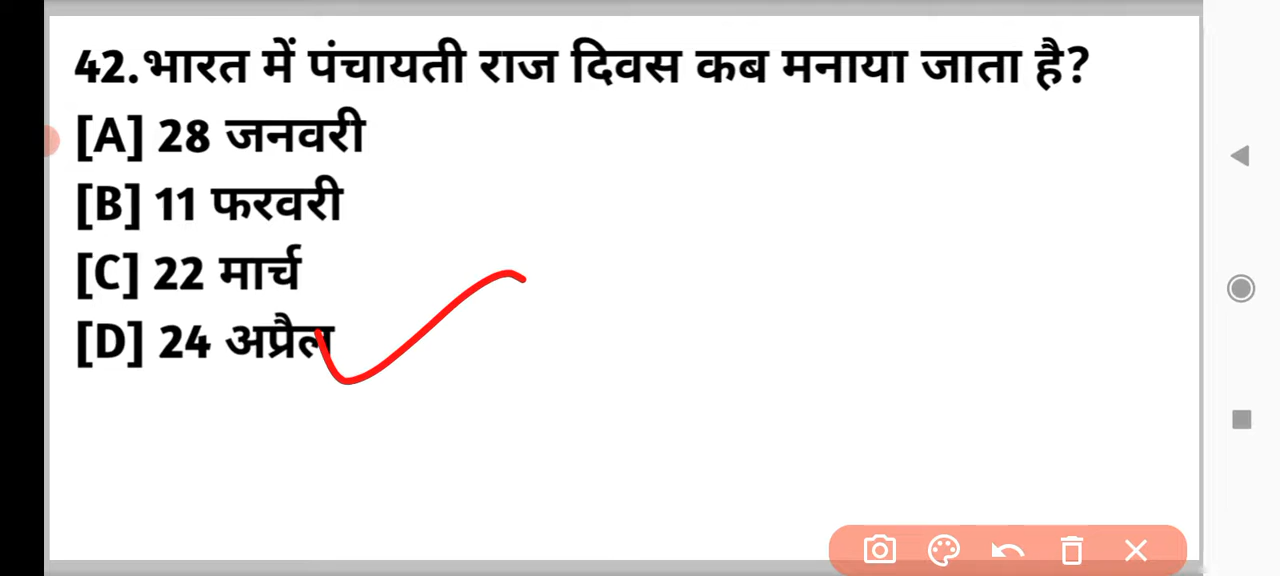 42.भारत में पंचायती राज दिवस कब मनाया जाता है?
[A] 28 जनवरी
[B] 11 फरवरी
[C] 22 मार्च
[D] 24 अप्रैल